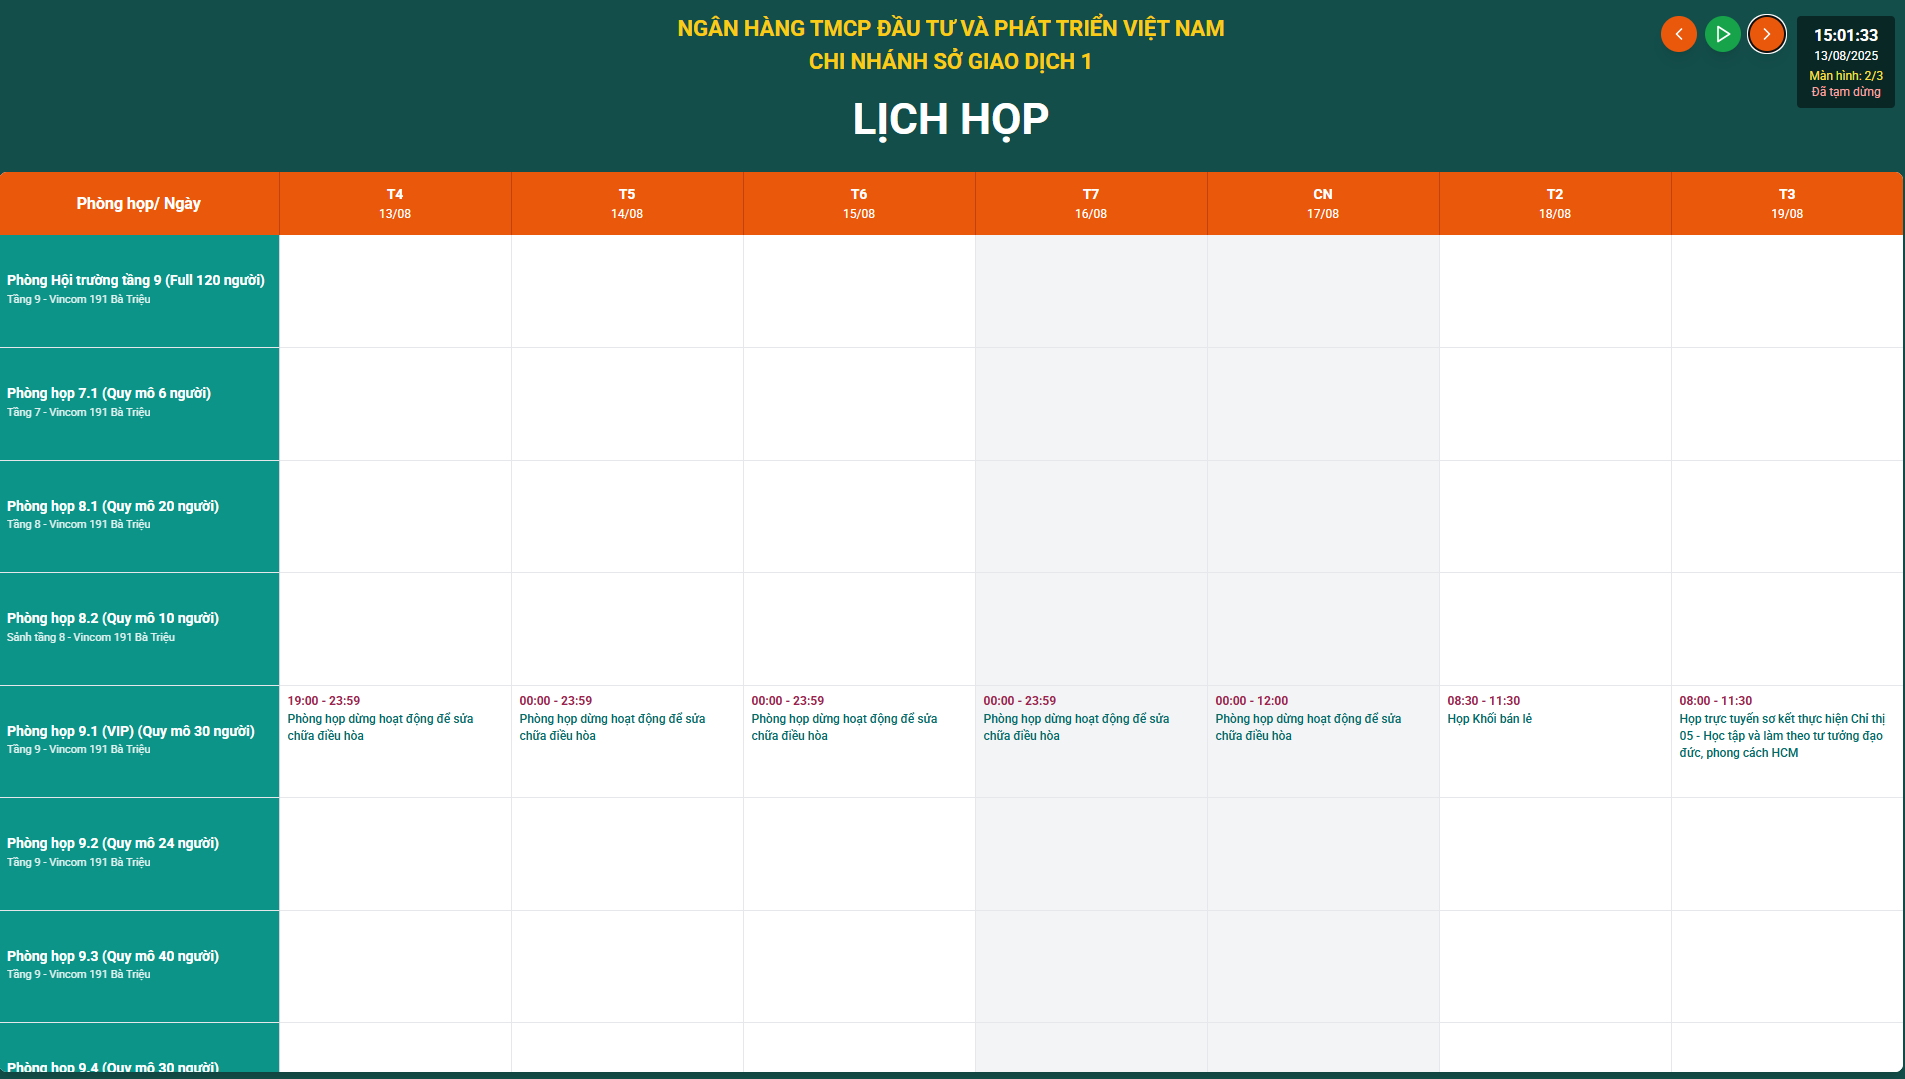 NGÂN HÀNG TMCP ĐẦU TƯ VÀ PHÁT TRIỂN VIỆT NAM
CHI NHÁNH SỞ GIAO DỊCH 1
LỊCH HỌP
15:01:33
13/08/2025
Màn hình: 2/3
Đã tạm dừng
Phòng họp/ Ngày
T4
13/08
T5
14/08
T6
15/08
T7
16/08
CN
17/08
T2
18/08
T3
19/08
Phòng Hội trường tầng 9 (Full 120 người)
Tầng 9 - Vincom 191 Bà Triệu
Phòng họp 7.1 (Quy mô 6 người)
Tầng 7 - Vincom 191 Bà Triệu
Phòng họp 8.1 (Quy mô 20 người)
Tầng 8 - Vincom 191 Bà Triệu
Phòng họp 8.2 (Quy mô 10 người)
Sảnh tầng 8 - Vincom 191 Bà Triệu
Phòng họp 9.1 (VIP) (Quy mô 30 người)
Tầng 9 - Vincom 191 Bà Triệu
19:00 - 23:59
Phòng họp dừng hoạt động để sửa
chữa điều hòa
00:00 - 23:59
Phòng họp dừng hoạt động để sửa
chữa điều hòa
00:00 - 23:59
Phòng họp dừng hoạt động để sửa
chữa điều hòa
00:00 - 23:59
Phòng họp dừng hoạt động để sửa
chữa điều hòa
00:00 - 12:00
Phòng họp dừng hoạt động để sửa
chữa điều hòa
08:30 - 11:30
Họp Khối bán lẻ
08:00 - 11:30
Họp trực tuyến sơ kết thực hiện Chỉ thị
05 - Học tập và làm theo tư tưởng đạo
đức, phong cách HCM
Phòng họp 9.2 (Quy mô 24 người)
Tầng 9 - Vincom 191 Bà Triệu
Phòng họp 9.3 (Quy mô 40 người)
Tầng 9 - Vincom 191 Bà Triệu
Phòng họp 9.4 (Quy mô 30 người)